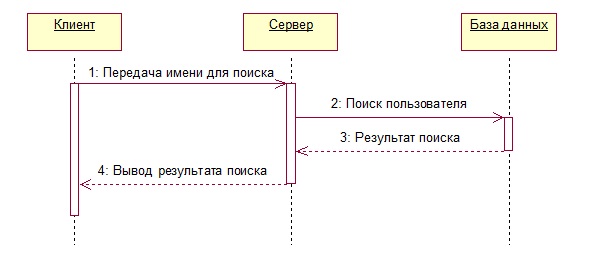 Клиент
Сервер
База данных
1: Передача имени для поиска
2: Поиск пользователя
3: Результат поиска
4: Вывод результата поиска